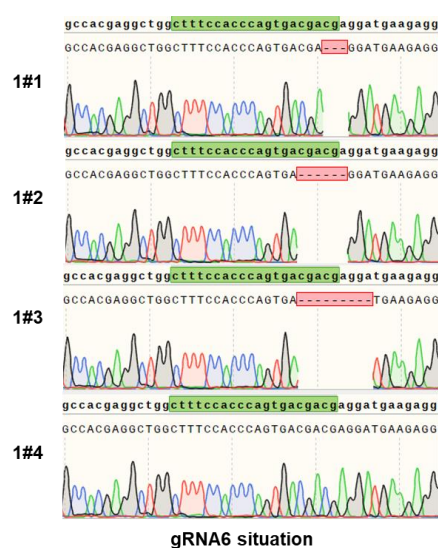 gccacgaggctggctttccacccagtgacgacgaggatgaagagg
GCCACGAGGCTGGCTTTCCACCCAGTGACGA---GGATGAAGAGG
1#1
gccacgaggctggctttccacccagtgacgacgaggatgaagagg
GCCACGAGGCTGGCTTTCCACCCAGTGA------GGATGAAGAGG
1#2
gccacgaggctggctttccacccagtgacgacgaggatgaagagg
GCCACGAGGCTGGCTTTCCACCCAGTGA---------TGAAGAGG
1#3
gccacgaggctggctttccacccagtgacgacgaggatgaagagg
GCCACGAGGCTGGCTTTCCACCCAGTGACGACGAGGATGAAGAGG
1#4
gRNA6 situation